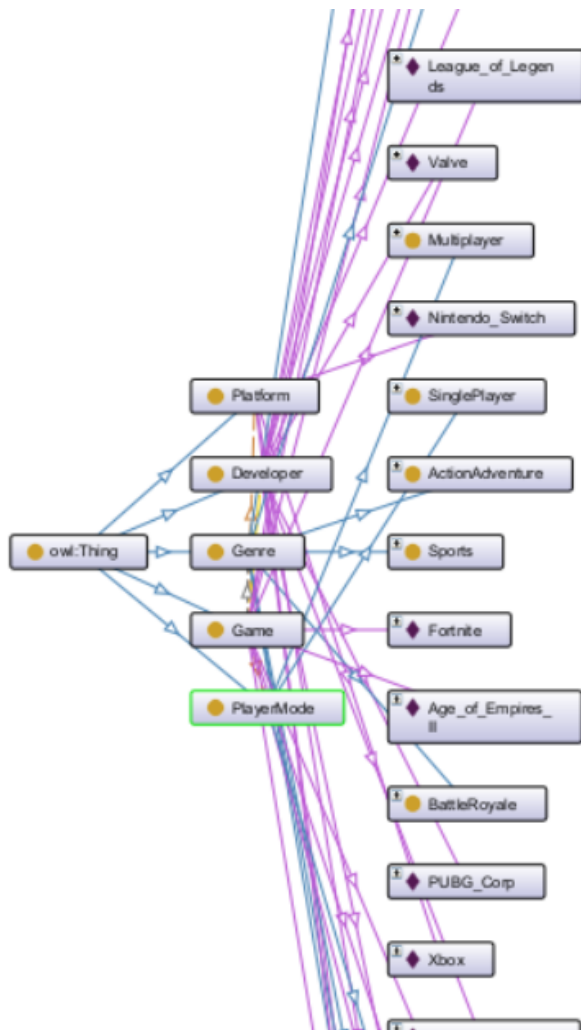 League_of_Legen
ds
Valve
Multiplayer
Nintendo_Switch
Platform
SinglePlayer
Developer
ActionAdventure
owl:Thing
Genre
Sports
Game
Fortnite
PlayerMode
Age_of_Empires_
II
BattleRoyale
PUBG_Corp
Xbox